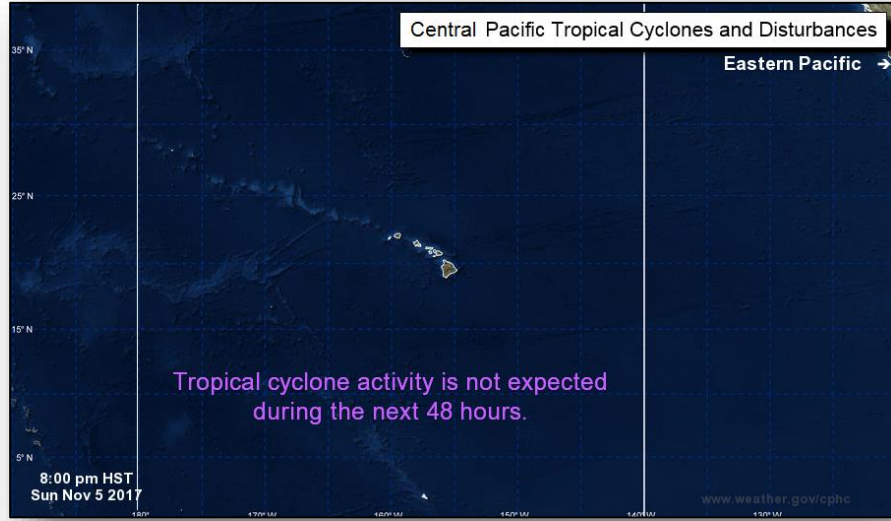 Central Pacific Tropical Cyclones and Disturbances
35° N
Eastern Pacific →
25° N
15° N
Tropical cyclone activity is not expected
during the next 48 hours.
5° N
8:00 pm HST
Sun Nov 5 2017
www.weather.gov/cphc
180° 170°W 160°W 150°W 140°W 130°W